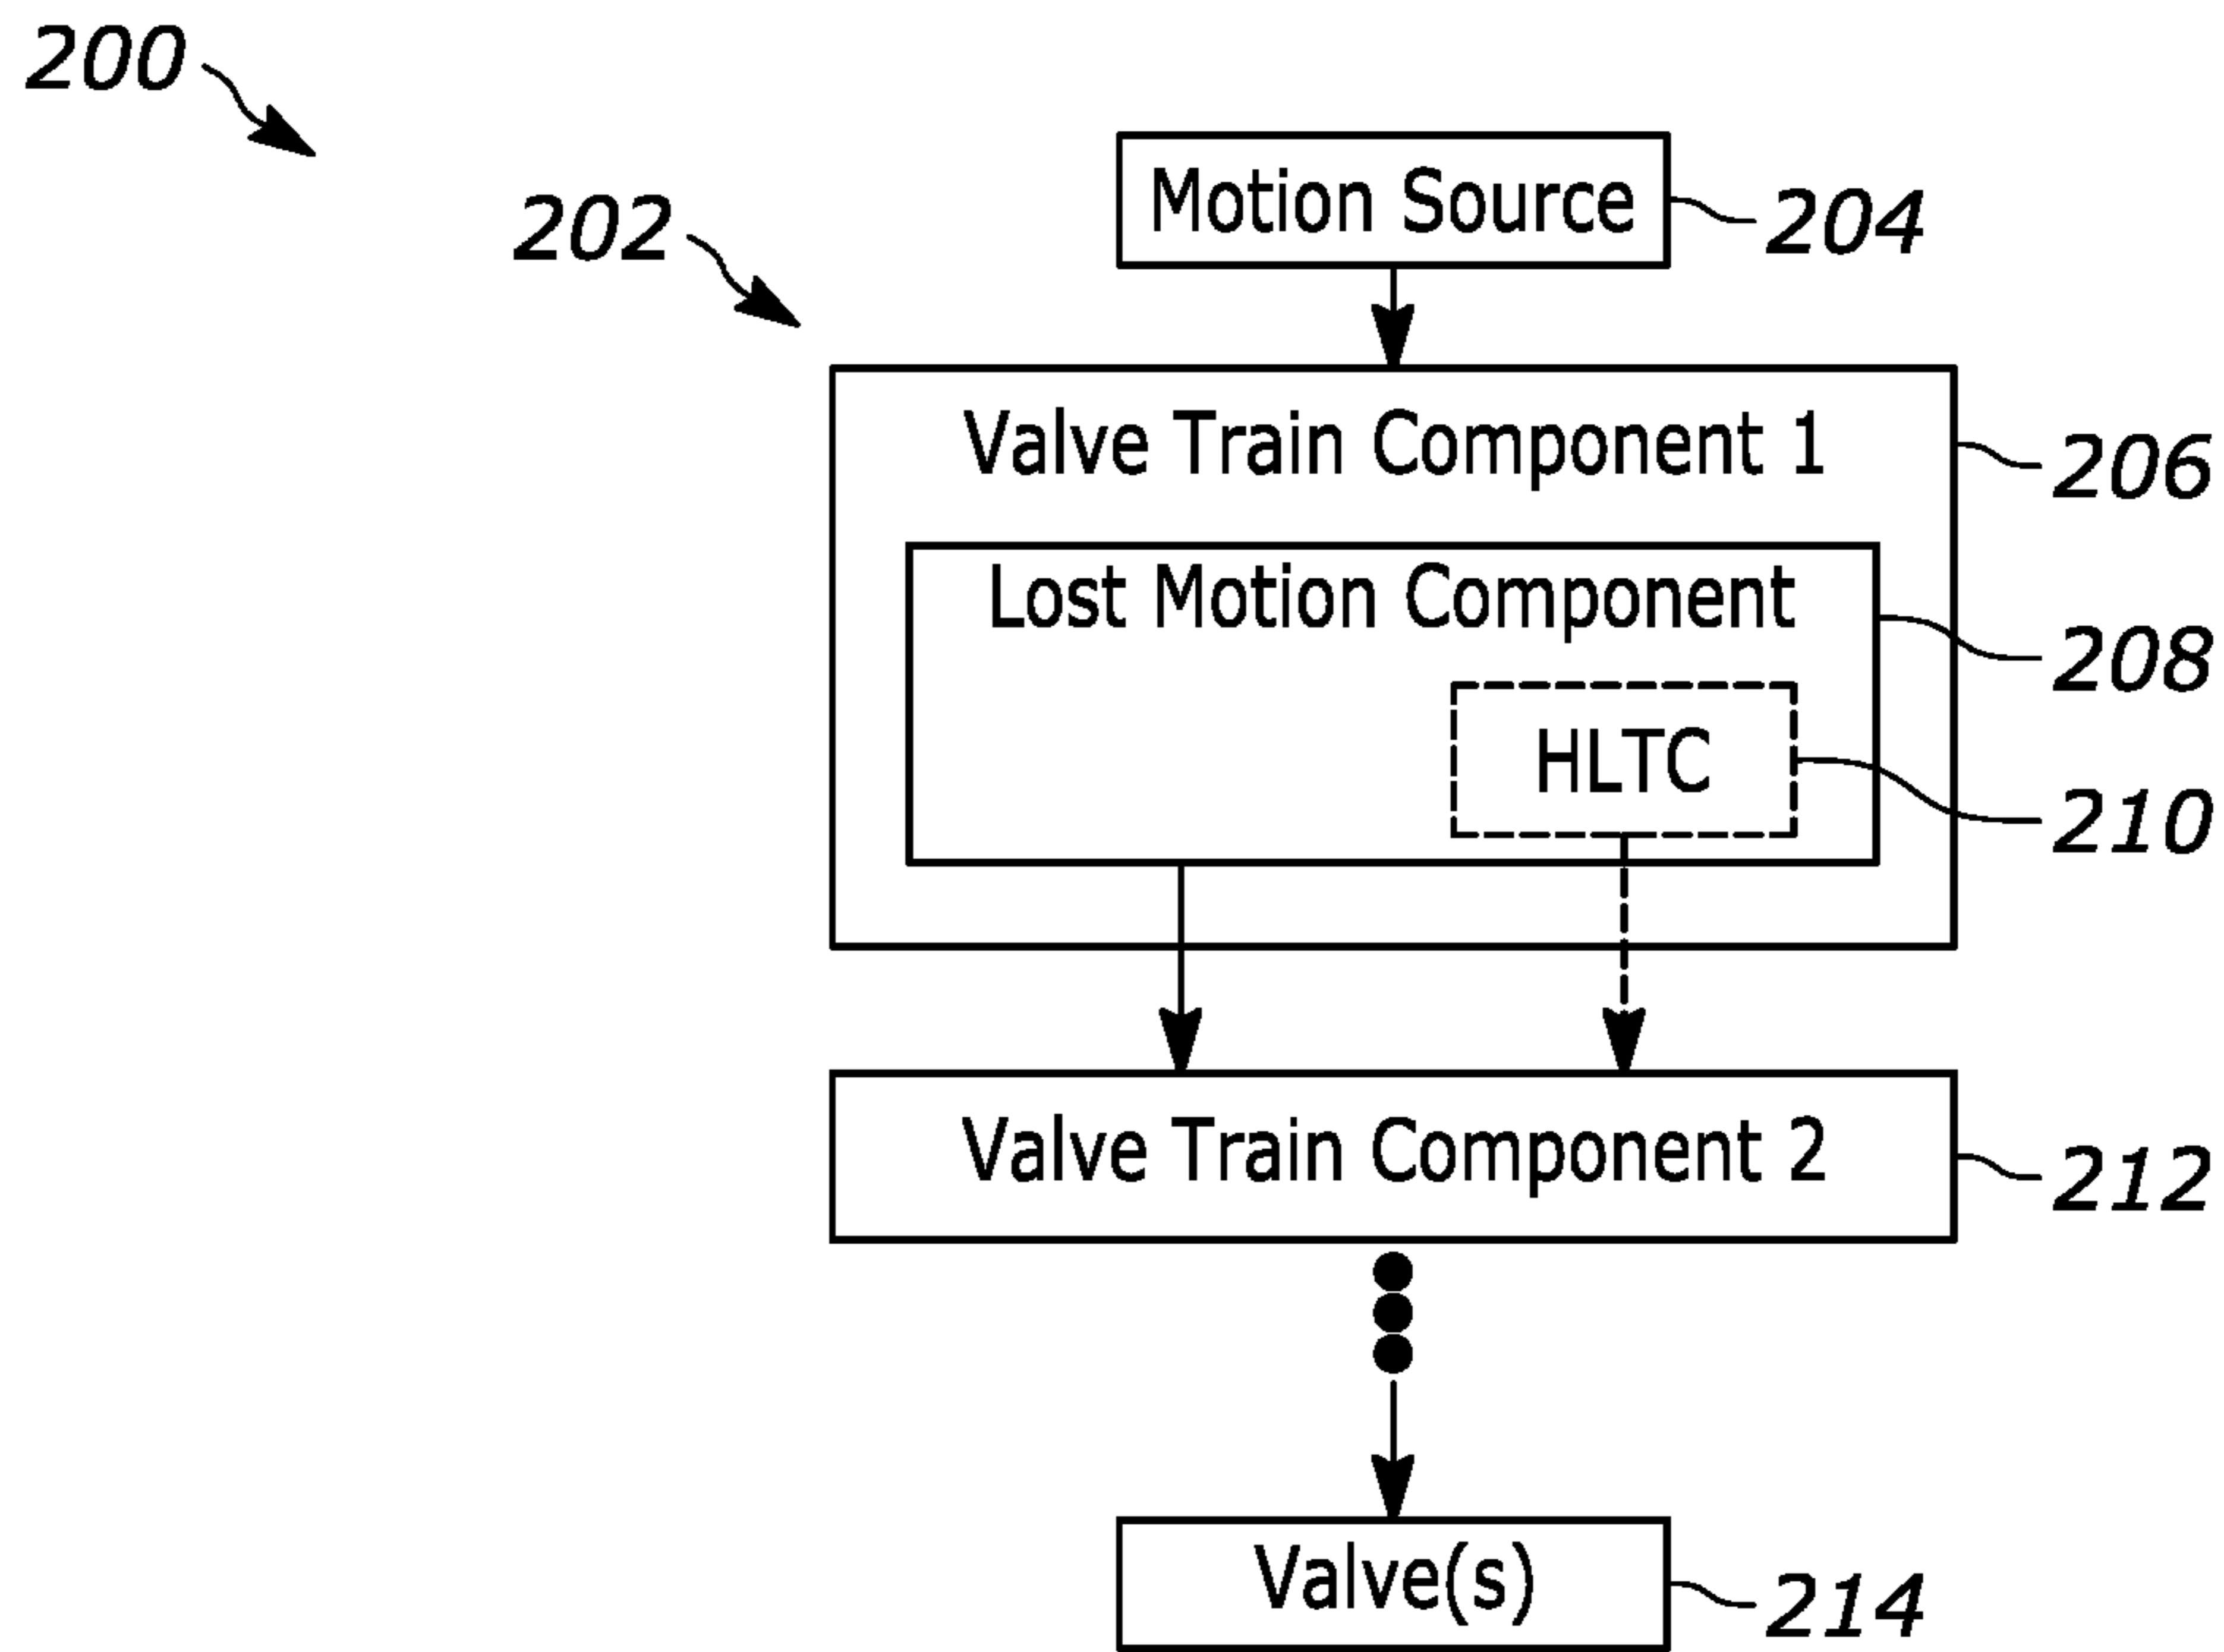 200
202
Motion Source
204
Valve Train Component 1
206
Lost Motion Component
208
HLTC
210
Valve Train Component 2
212
Valve(s)
214